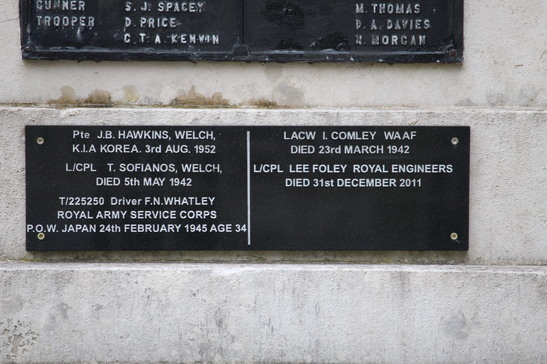 GUNNER S. J. SPACEY
TROOPER D. PRICE
C. T. A. KENVIN
M. THOMAS
D. A. DAVIES
N. MORGAN
Pte J.B. HAWKINS, WELCH,
K.I.A KOREA. 3rd AUG. 1952
L/CPL T. SOFIANOS, WELCH,
DIED 5th MAY 1942
T/225250 Driver F.N.WHATLEY
ROYAL ARMY SERVICE CORPS
P.O.W. JAPAN 24th FEBRUARY 1945 AGE 34
LACW I. COMLEY WAAF
DIED 23rd MARCH 1942
L/CPL LEE FOLEY ROYAL ENGINEERS
DIED 31st DECEMBER 2011